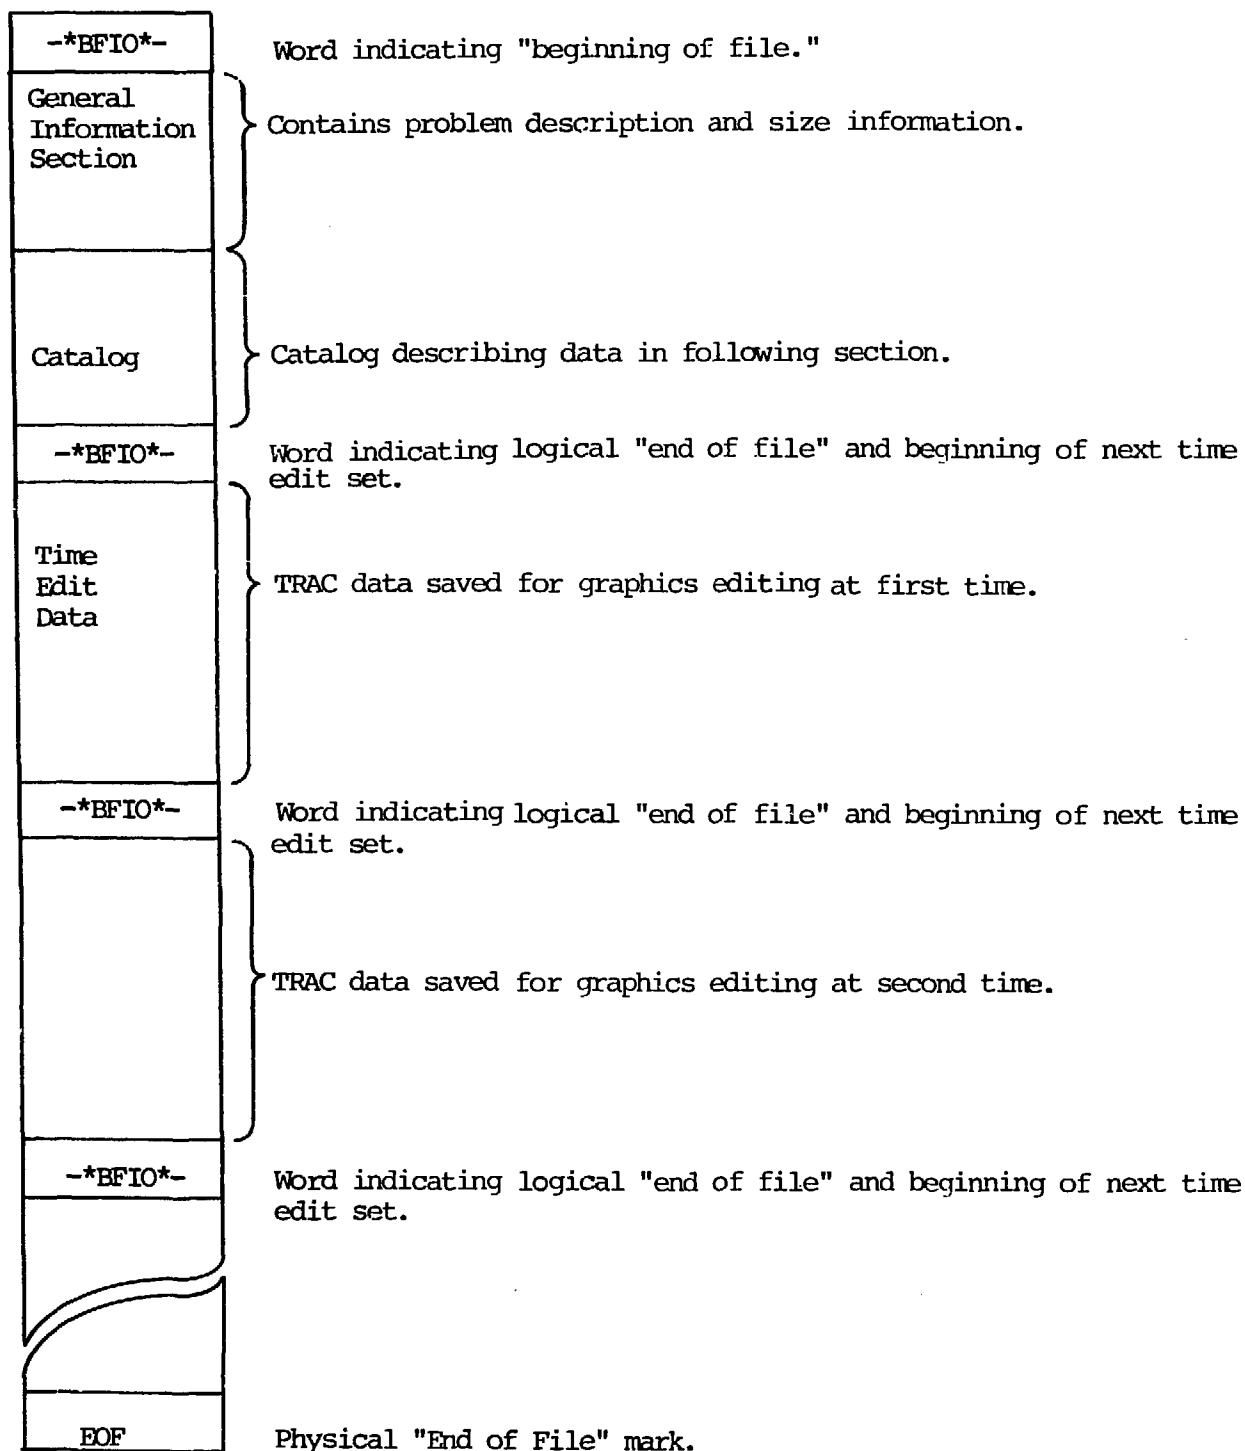 -*BFIO*-
Word indicating "beginning of file."
General
Information
Section
Contains problem description and size information.
Catalog
Catalog describing data in following section.
-*BFIO*-
Word indicating logical "end of file" and beginning of next time
edit set.
Time
Edit
Data
TRAC data saved for graphics editing at first time.
-*BFIO*-
Word indicating logical "end of file" and beginning of next time
edit set.
TRAC data saved for graphics editing at second time.
-*BFIO*-
Word indicating logical "end of file" and beginning of next time
edit set.
EOF
Physical "End of File" mark.